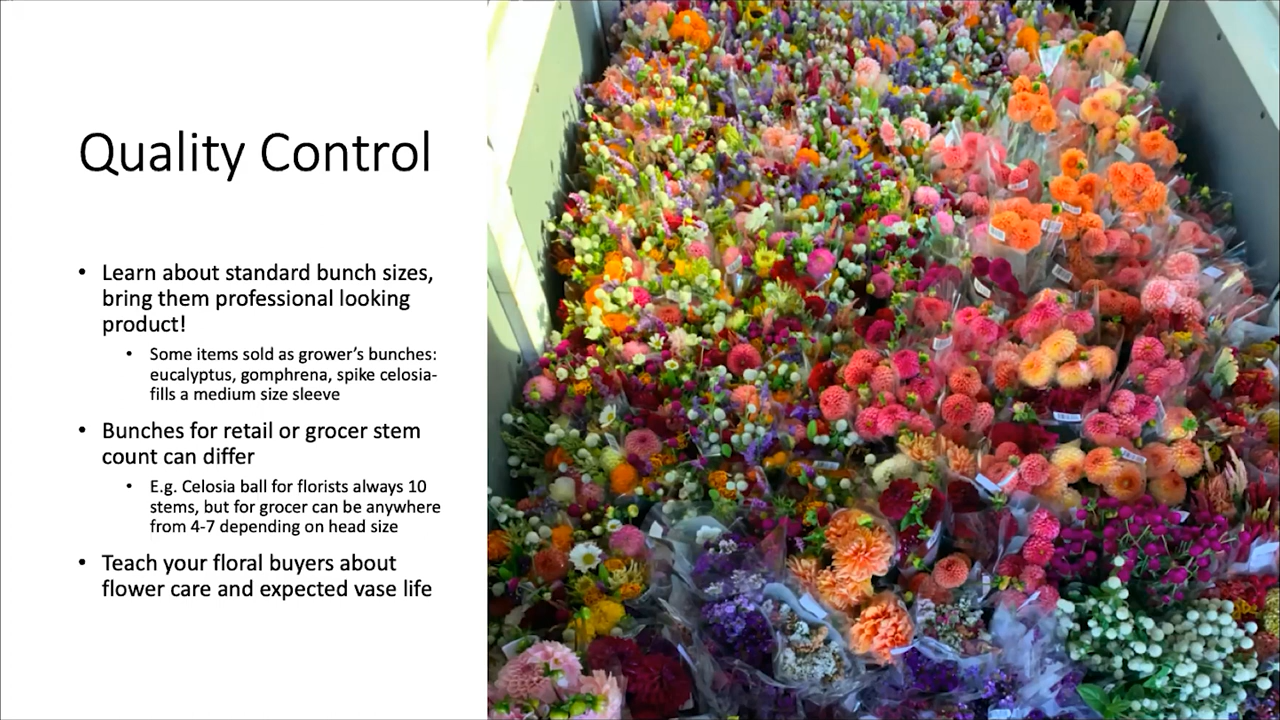 Quality Control
• Learn about standard bunch sizes,
bring them professional looking
product!
• Some items sold as grower's bunches:
eucalyptus, gomphrena, spike celosia-
fills a medium size sleeve
• Bunches for retail or grocer stem
count can differ
• E.g. Celosia ball for florists always 10
stems, but for grocer can be anywhere
from 4-7 depending on head size
• Teach your floral buyers about
flower care and expected vase life